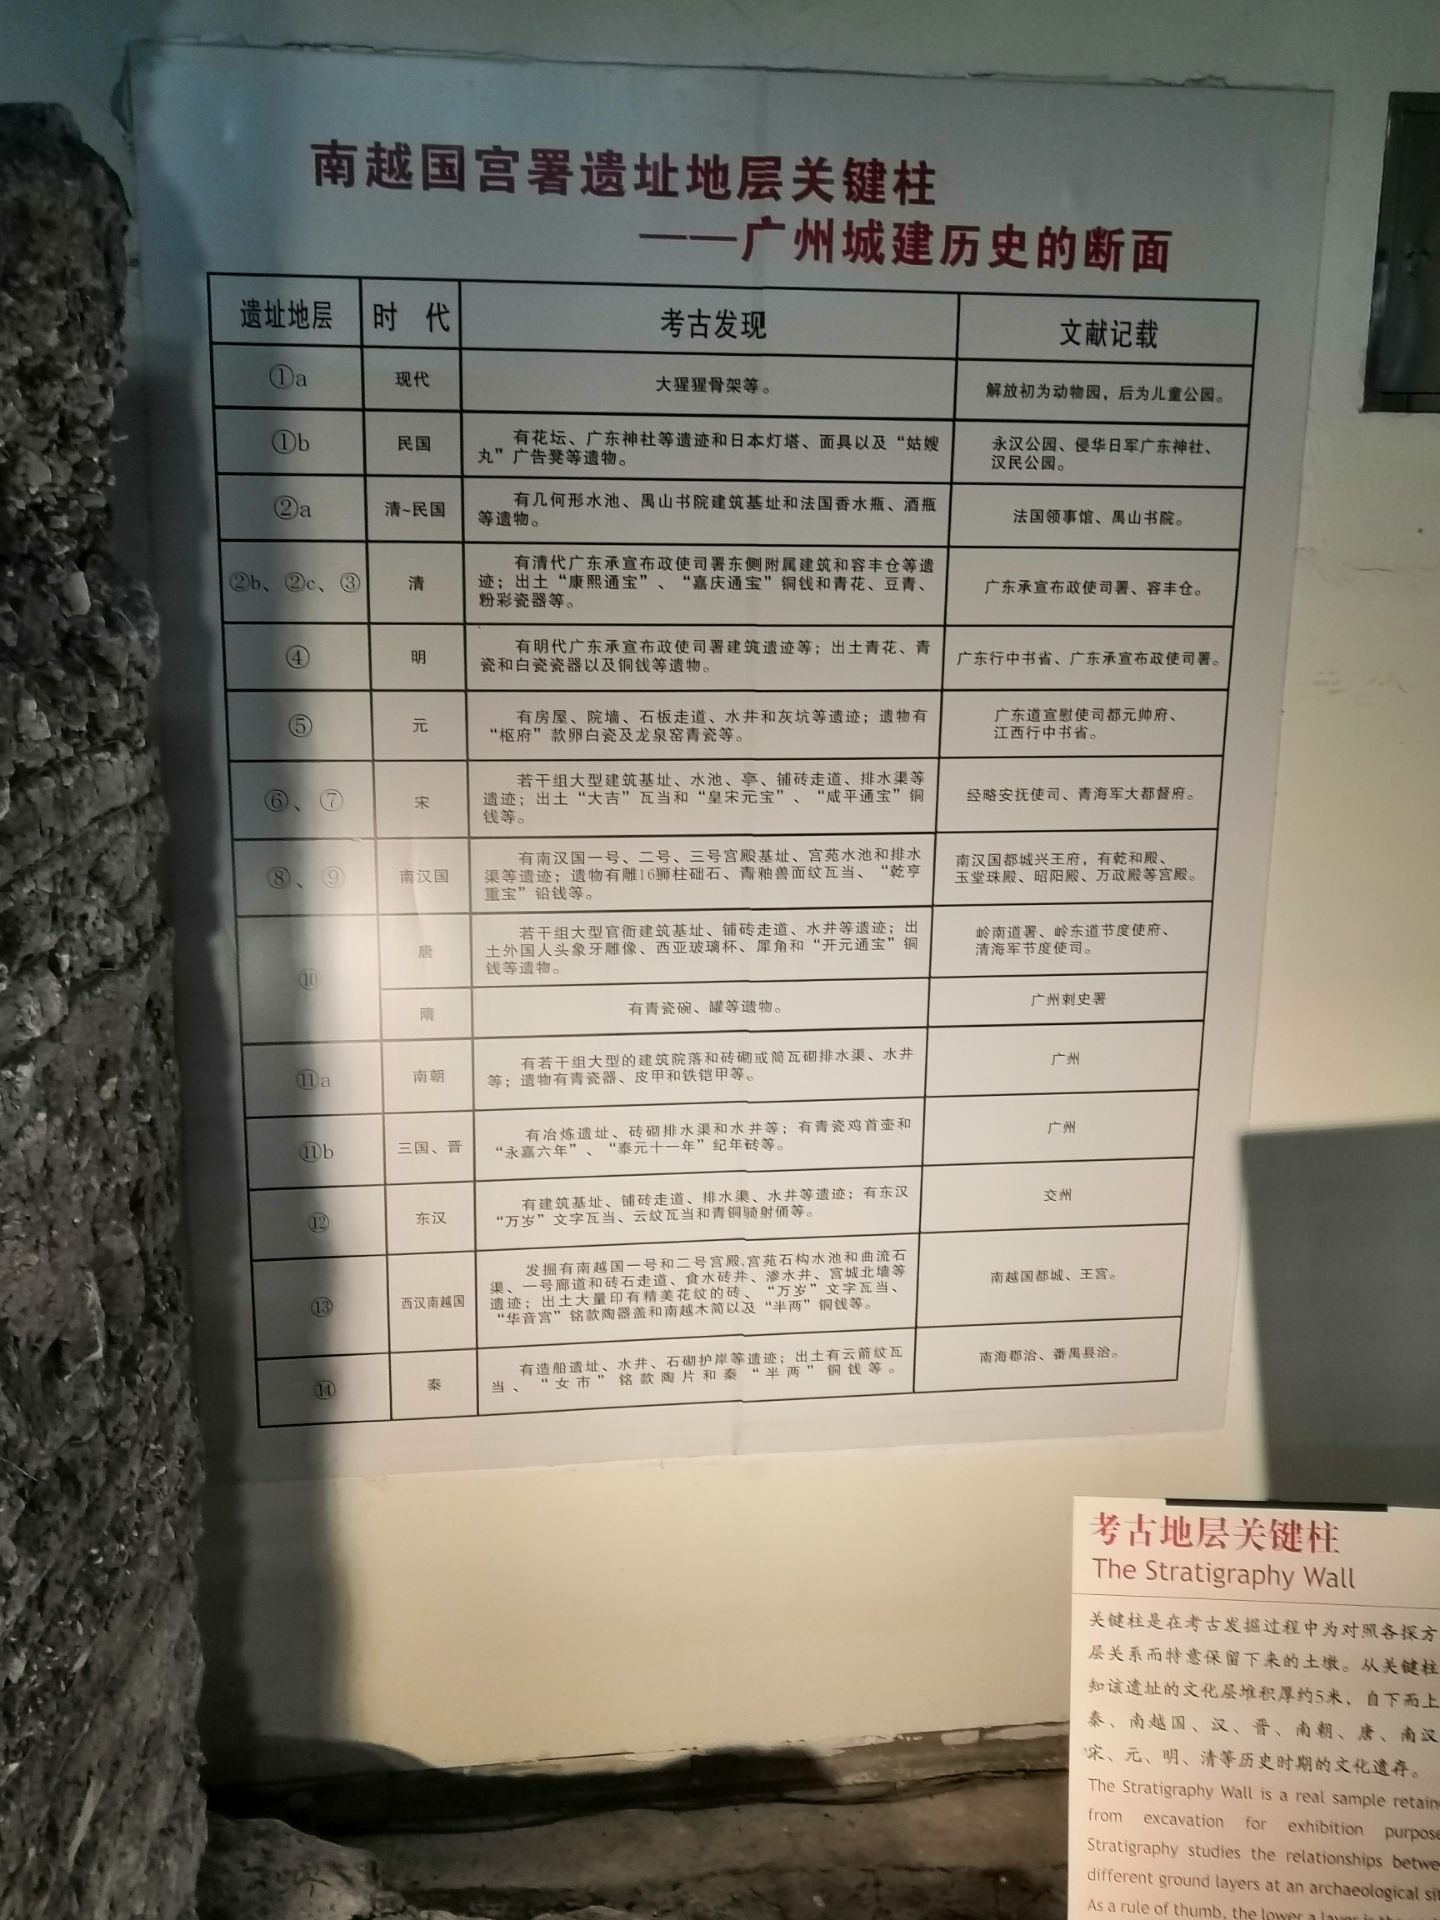 南越国宫署遗址地层关键柱
——广州城建历史的断面
遗址地层 时 代 考古发现 文献记载
①a 现代 大猩猩骨架等。 解放初为动物园，后为儿童公园。
①b 民国 有花坛、广东神社等遗迹和日本灯塔、面具以及“姑嫂
丸”广告凳等遗物。
永汉公园、侵华日军广东神社、
汉民公园。
②a 清~民国 有几何形水池、禺山书院建筑基址和法国香水瓶、酒瓶
等遗物。
法国领事馆、禺山书院。
②b、②c、③ 清 有清代广东承宣布政使司署东侧附属建筑和容丰仓等遗
迹；出土“康熙通宝”、“嘉庆通宝”铜钱和青花、豆青、
粉彩瓷器等。
广东承宣布政使司署、容丰仓。
④ 明 有明代广东承宣布政使司署建筑遗迹等；出土青花、青
瓷和白瓷瓷器以及铜钱等遗物。
广东行中书省、广东承宣布政使司署。
⑤ 元 有房屋、院墙、石板走道、水井和灰坑等遗迹；遗物有
“枢府”款卵白瓷及龙泉窑青瓷等。
广东道宣慰使司都元帅府、
江西行中书省。
⑥、⑦ 宋 若干组大型建筑基址、水池、亭、铺砖走道、排水渠等
遗迹；出土“大吉”瓦当和“皇宋元宝”、“咸平通宝”铜
钱等。
经略安抚使司、青海军大都督府。
⑧、⑨ 南汉国 有南汉国一号、二号、三号宫殿基址、宫苑水池和排水
渠等遗迹；遗物有雕16狮柱础石、青釉兽面纹瓦当、“乾亨
重宝”铅钱等。
南汉国都城兴王府，有乾和殿、
玉堂珠殿、昭阳殿、万政殿等宫殿。
⑩ 唐 若干组大型官衙建筑基址、铺砖走道、水井等遗迹；出
土外国人头象牙雕像、西亚玻璃杯、犀角和“开元通宝”铜
钱等遗物。
岭南道署、岭东道节度使府、
清海军节度使司。
隋 有青瓷碗、罐等遗物。 广州刺史署
⑪a 南朝 有若干组大型的建筑院落和砖砌或筒瓦砌排水渠、水井
等；遗物有青瓷器、皮甲和铁铠甲等。
广州
⑪b 三国、晋 有冶炼遗址、砖砌排水渠和水井等；有青瓷鸡首壶和
“永嘉六年”、“泰元十一年”纪年砖等。
广州
⑫ 东汉 有建筑基址、铺砖走道、排水渠、水井等遗迹；有东汉
“万岁”文字瓦当、云纹瓦当和青铜骑射俑等。
交州
⑬ 西汉南越国 发掘有南越国一号和二号宫殿,宫苑石构水池和曲流石
渠、一号廊道和砖石走道、食水砖井、渗水井、宫城北墙等
遗迹；出土大量印有精美花纹的砖、“万岁”文字瓦当、
“华音宫”铭款陶器盖和南越木简以及“半两”铜钱等。
南越国都城、王宫。
⑭ 秦 有造船遗址、水井、石砌护岸等遗迹；出土有云箭纹瓦
当、“女市”铭款陶片和秦“半两”铜钱等。
南海郡治、番禺县治。
考古地层关键柱
The Stratigraphy Wall
关键柱是在考古发掘过程中为对照各探方
层关系而特意保留下来的土墩。从关键柱
知该遗址的文化层堆积厚约5米，自下而上
秦、南越国、汉、晋、南朝、唐、南汉
宋、元、明、清等历史时期的文化遗存。
The Stratigraphy Wall is a real sample retain
from excavation for exhibition purpose
Stratigraphy studies the relationships betwe
different ground layers at an archaeological sit
As a rule of thumb, the lower a layer is